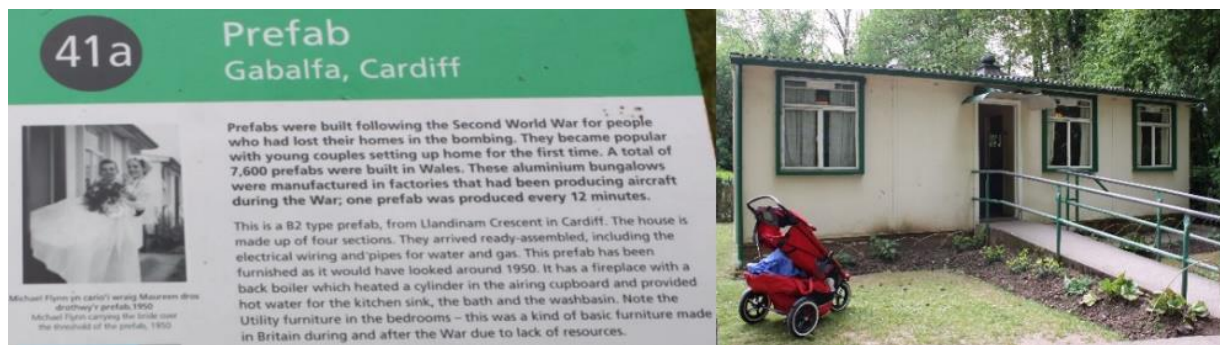 41a
Prefab
Gabalfa, Cardiff
Prefabs were built following the Second World War for people
who had lost their homes in the bombing. They became popular
with young couples setting up home for the first time. A total of
7,600 prefabs were built in Wales. These aluminium bungalows
were manufactured in factories that had been producing aircraft
during the War; one prefab was produced every 12 minutes.
This is a B2 type prefab, from Llandinam Crescent in Cardiff. The house is
made up of four sections. They arrived ready-assembled, including the
electrical wiring and pipes for water and gas. This prefab has been
furnished as it would have looked around 1950. It has a fireplace with a
back boiler which heated a cylinder in the airing cupboard and provided
hot water for the kitchen sink, the bath and the washbasin. Note the
Utility furniture in the bedrooms – this was a kind of basic furniture made
in Britain during and after the War due to lack of resources.
Michael Flynn yn cario'i wraig Maureen dros
drothwy'r prefab, 1950
Michael Flynn carrying the bride over
the threshold of the prefab, 1950